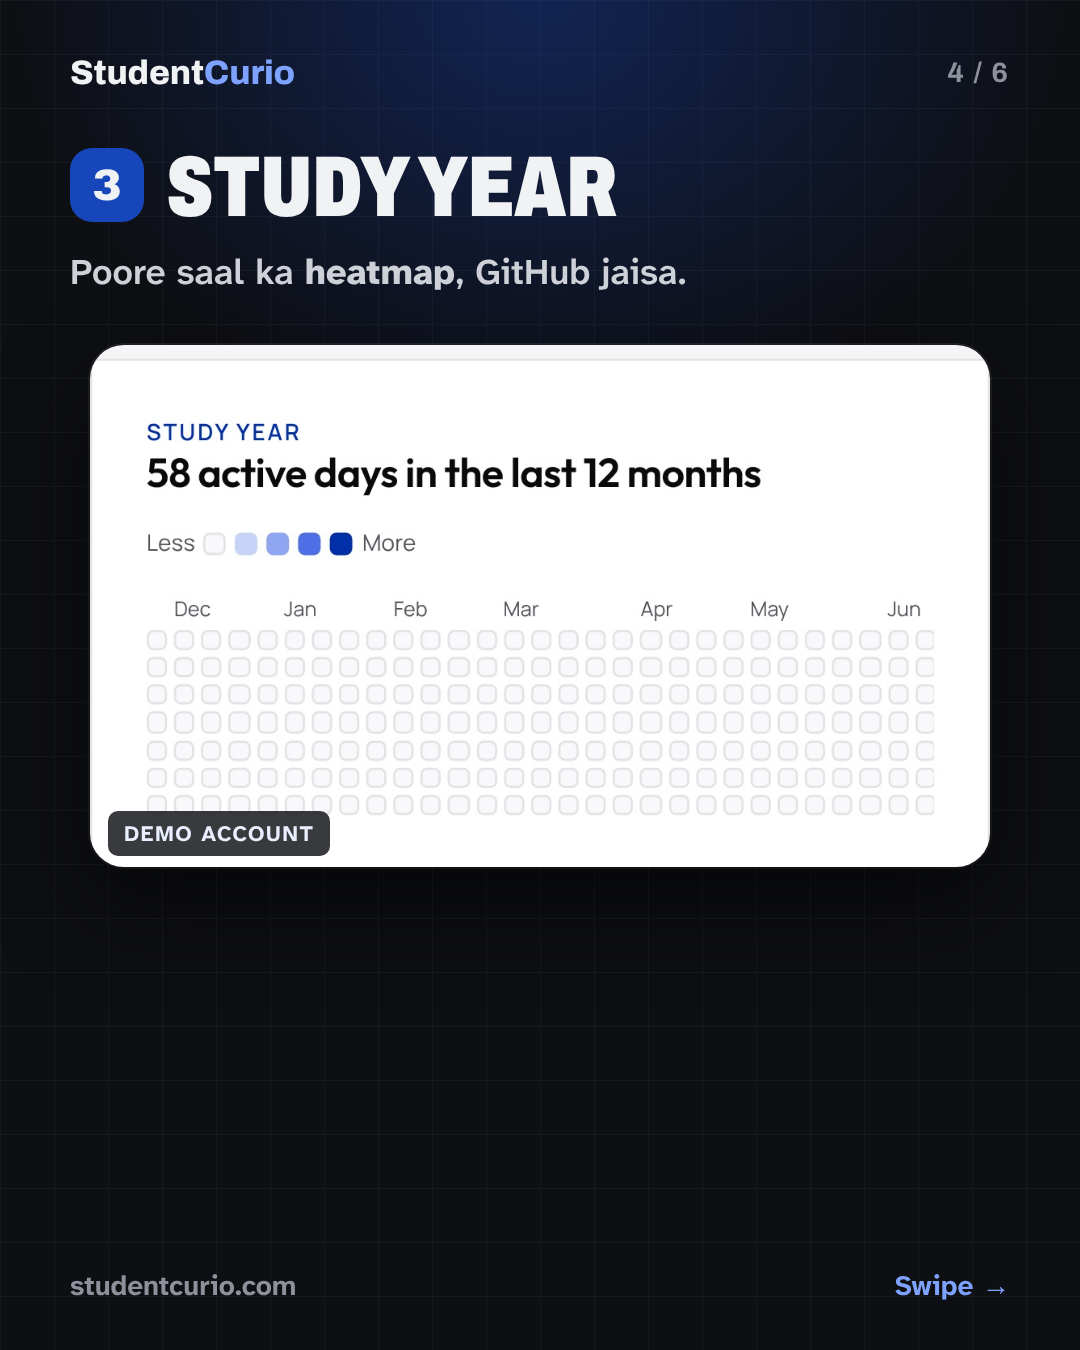 StudentCurio
4 / 6
3 STUDY YEAR
Poore saal ka heatmap, GitHub jaisa.
STUDY YEAR
58 active days in the last 12 months
Less More
Dec Jan Feb Mar Apr May Jun
DEMO ACCOUNT
studentcurio.com
Swipe →